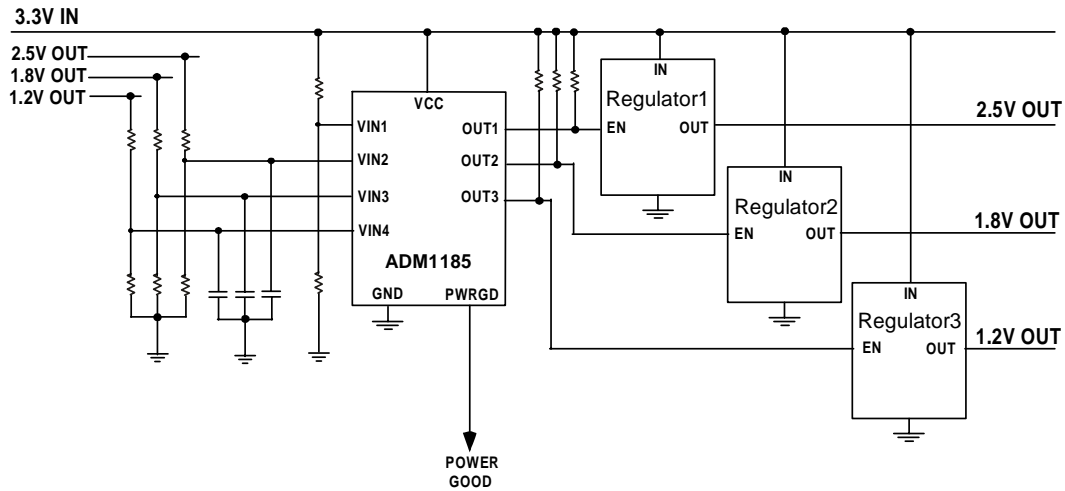 3.3V IN
2.5V OUT
1.8V OUT
1.2V OUT
VCC
VIN1
VIN2
VIN3
VIN4
OUT1
OUT2
OUT3
ADM1185
GND
PWRGD
POWER
GOOD
IN
Regulator1
EN
OUT
2.5V OUT
IN
Regulator2
EN
OUT
1.8V OUT
IN
Regulator3
EN
OUT
1.2V OUT